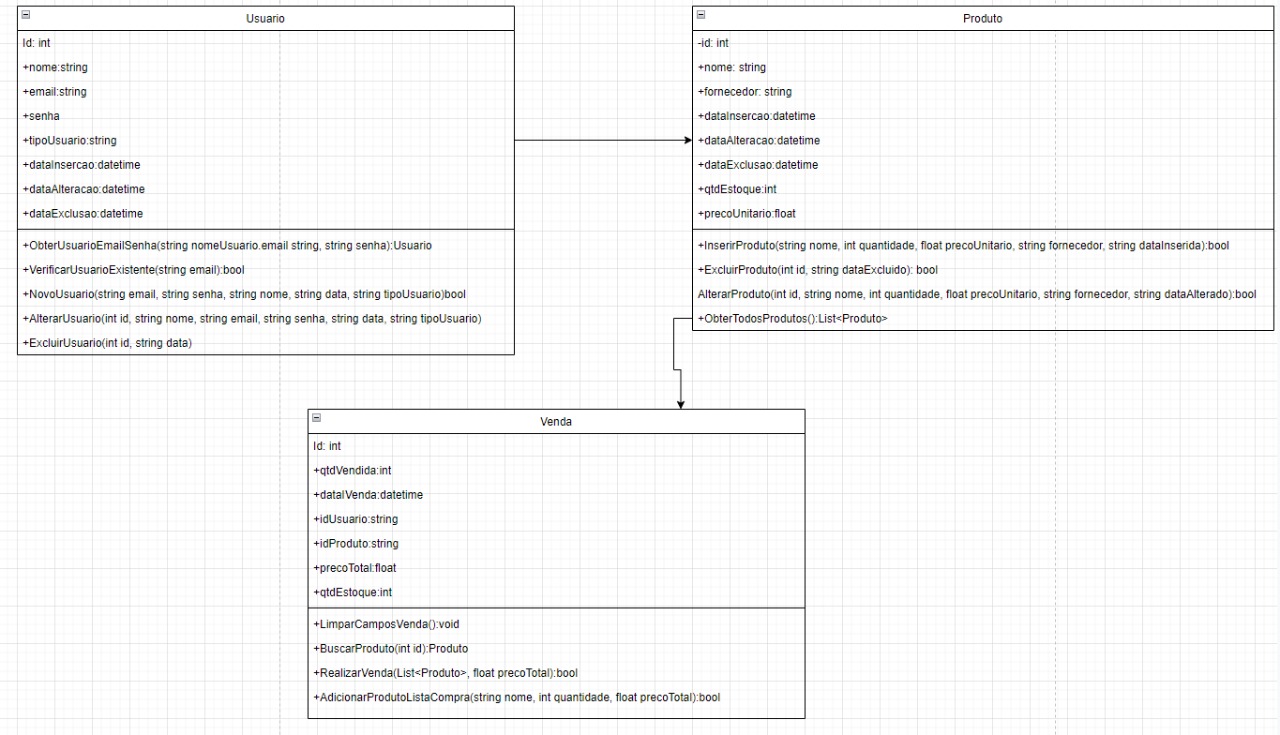 Usuario
Id: int
+nome:string
+email:string
+senha
+tipoUsuario:string
+dataInsercao:datetime
+dataAlteracao:datetime
+dataExclusao:datetime
+ObterUsuarioEmailSenha(string nomeUsuario.email string, string senha):Usuario
+VerificarUsuarioExistente(string email):bool
+NovoUsuario(string email, string senha, string nome, string data, string tipoUsuario)bool
+AlterarUsuario(int id, string nome, string email, string senha, string data, string tipoUsuario)
+ExcluirUsuario(int id, string data)
Produto
-id: int
+nome: string
+fornecedor: string
+dataInsercao:datetime
+dataAlteracao:datetime
+dataExclusao:datetime
+qtdEstoque:int
+precoUnitario:float
+InserirProduto(string nome, int quantidade, float precoUnitario, string fornecedor, string dataInserida):bool
+ExcluirProduto(int id, string dataExcluido): bool
AlterarProduto(int id, string nome, int quantidade, float precoUnitario, string fornecedor, string dataAlterado):bool
+ObterTodosProdutos():List<Produto>
Venda
Id: int
+qtdVendida:int
+dataIVenda:datetime
+idUsuario:string
+idProduto:string
+precoTotal:float
+qtdEstoque:int
+LimparCamposVenda():void
+BuscarProduto(int id):Produto
+RealizarVenda(List<Produto>, float precoTotal):bool
+AdicionarProdutoListaCompra(string nome, int quantidade, float precoTotal):bool